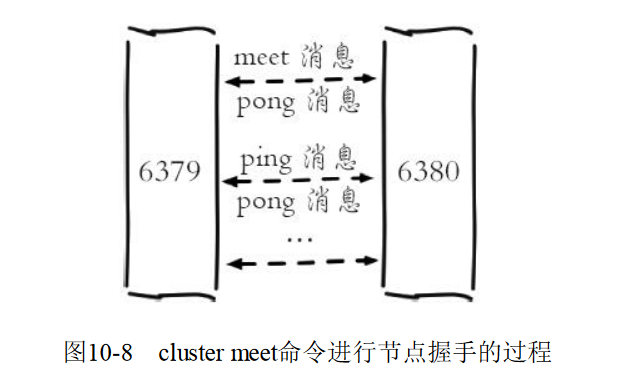 meet 消息
pong 消息
6379
ping 消息
6380
pong 消息
...
图10-8 cluster meet命令进行节点握手的过程